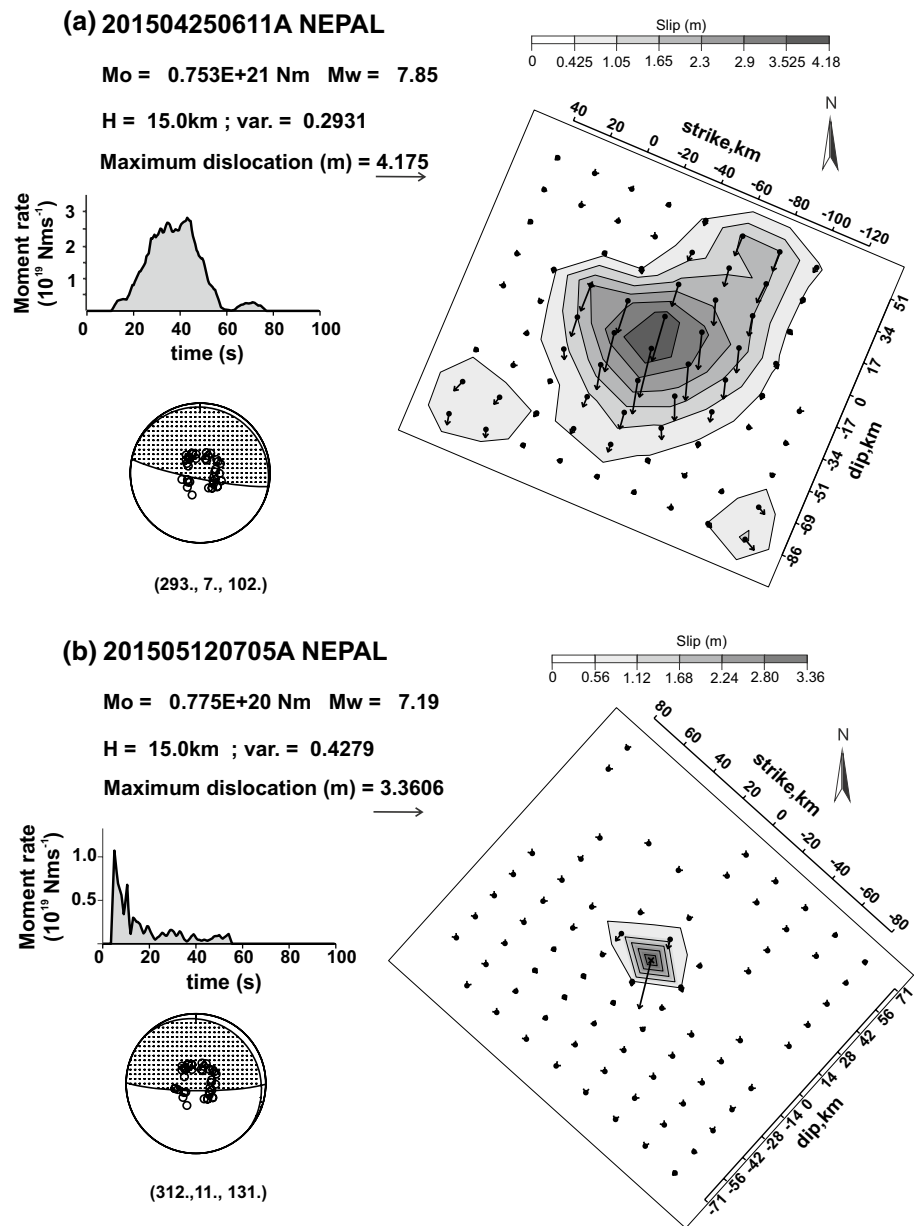 (a) 201504250611A NEPAL
Mo = 0.753E+21 Nm Mw = 7.85
H = 15.0km ; var. = 0.2931
Maximum dislocation (m) = 4.175
Slip (m)
0 0.425 1.05 1.65 2.3 2.9 3.525 4.18
N
strike,km
40 20 0 -20 -40 -60 -80 -100 -120
51 34 17 0 -17 -34 -51 -69 -86
dip,km
Moment rate
(10¹⁹ Nms⁻¹)
3
2
1
0 20 40 60 80 100
time (s)
(293., 7., 102.)
(b) 201505120705A NEPAL
Mo = 0.775E+20 Nm Mw = 7.19
H = 15.0km ; var. = 0.4279
Maximum dislocation (m) = 3.3606
Slip (m)
0 0.56 1.12 1.68 2.24 2.80 3.36
N
strike,km
80 60 40 20 0 -20 -40 -60 -80
71 56 42 28 14 0 -14 -28 -42 -56 -71
dip,km
Moment rate
(10¹⁹ Nms⁻¹)
1.0
0.5
0 20 40 60 80 100
time (s)
(312.,11., 131.)